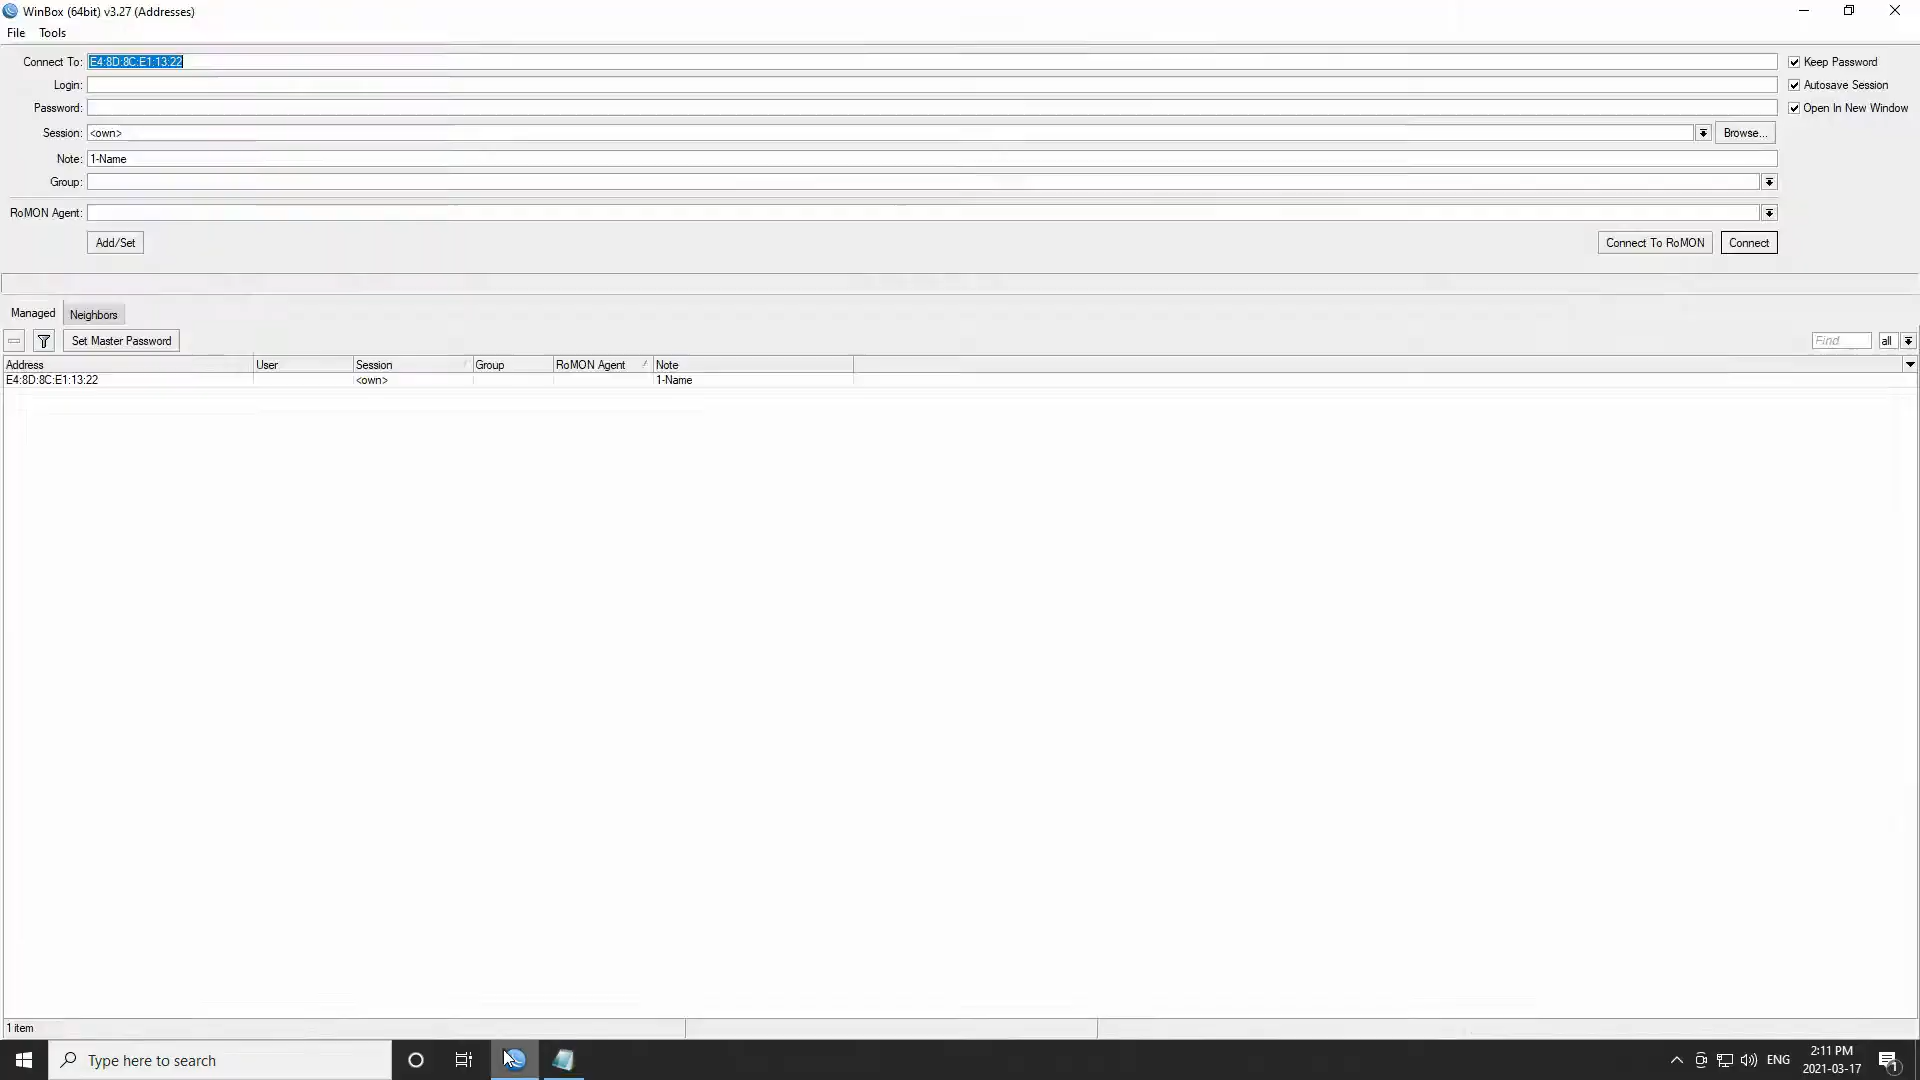 WinBox (64bit) v3.27 (Addresses)
File Tools
Connect To: E4:8D:8C:E1:13:22 Keep Password
Login: Autosave Session
Password: Open In New Window
Session: <own> Browse...
Note: 1-Name
Group:
RoMON Agent:
Add/Set Connect To RoMON Connect
Managed Neighbors
Set Master Password Find all
Address User Session Group RoMON Agent Note
E4:8D:8C:E1:13:22 <own> 1-Name
1 item
Type here to search ENG 2:11 PM
2021-03-17 1